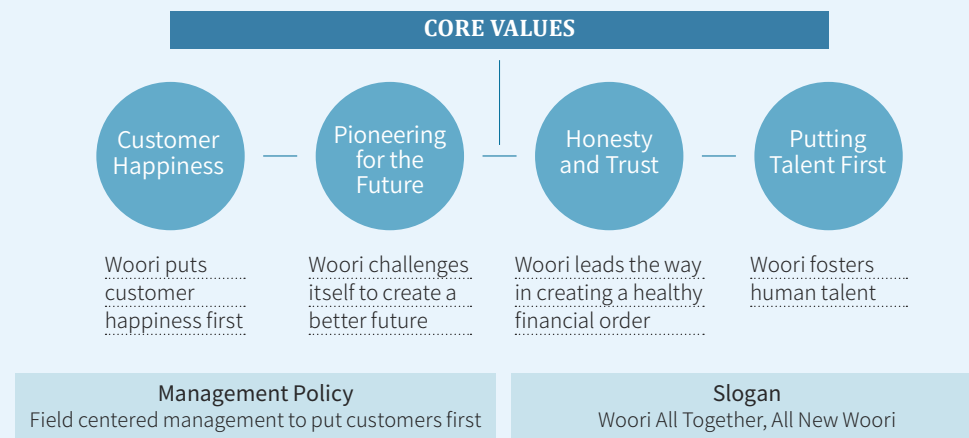 CORE VALUES
Customer
Happiness
Pioneering
for the
Future
Honesty
and Trust
Putting
Talent First
Woori puts
customer
happiness first
Woori challenges
itself to create a
better future
Woori leads the way
in creating a healthy
financial order
Woori fosters
human talent
Management Policy
Field centered management to put customers first
Slogan
Woori All Together, All New Woori